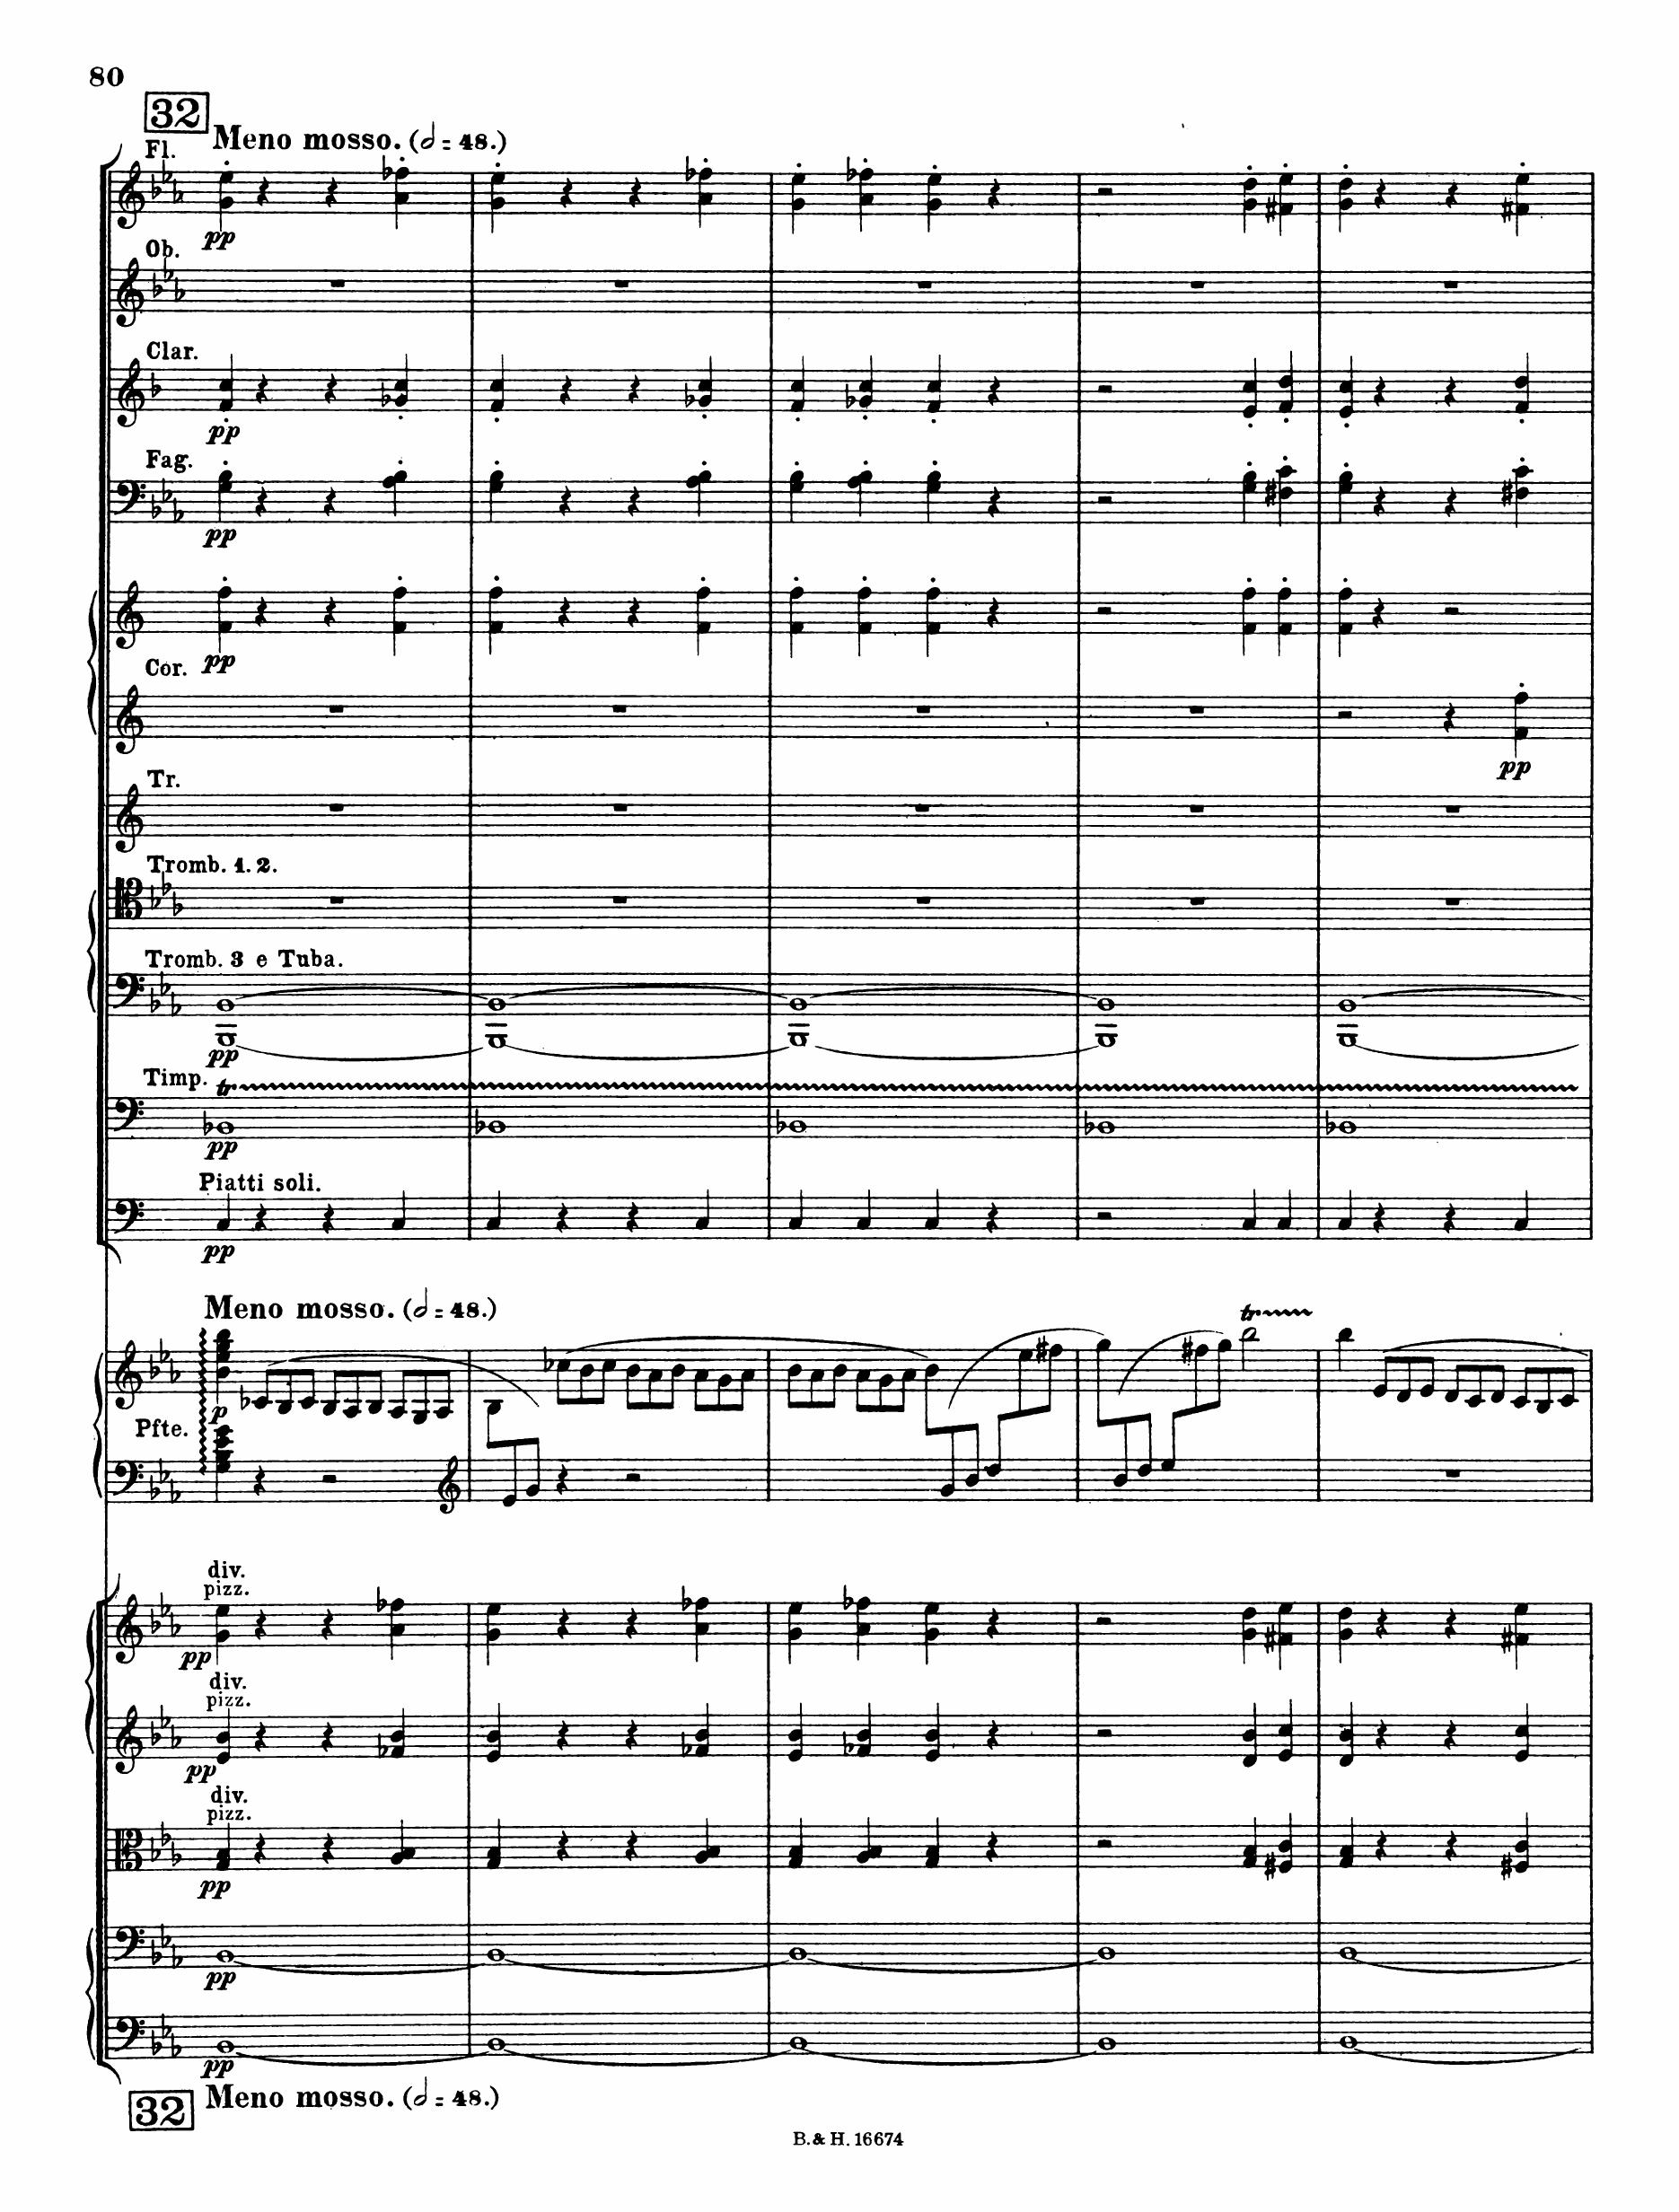 80
32
Meno mosso. (𝅗𝅥 = 48.)
Fl.
pp
Ob.
Clar.
pp
Fag.
pp
pp
Cor.
pp
Tr.
Tromb. 1. 2.
Tromb. 3 e Tuba.
pp
Timp.
tr
pp
Piatti soli.
pp
Meno mosso. (𝅗𝅥 = 48.)
tr
p
Pfte.
div.
pizz.
pp
div.
pizz.
pp
div.
pizz.
pp
pp
pp
32
Meno mosso. (𝅗𝅥 = 48.)
B. & H. 16674